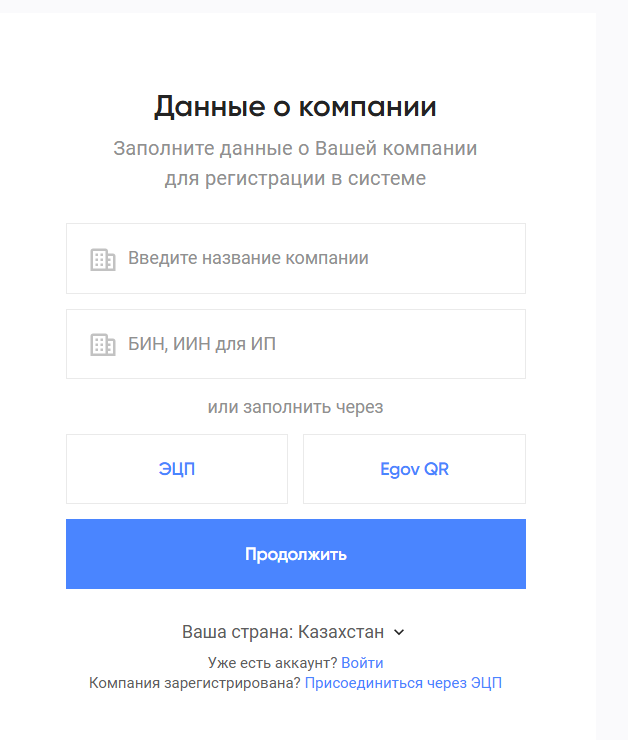 Данные о компании
Заполните данные о Вашей компании
для регистрации в системе
Введите название компании
БИН, ИИН для ИП
или заполнить через
ЭЦП
Egov QR
Продолжить
Ваша страна: Казахстан
Уже есть аккаунт? Войти
Компания зарегистрирована? Присоединиться через ЭЦП